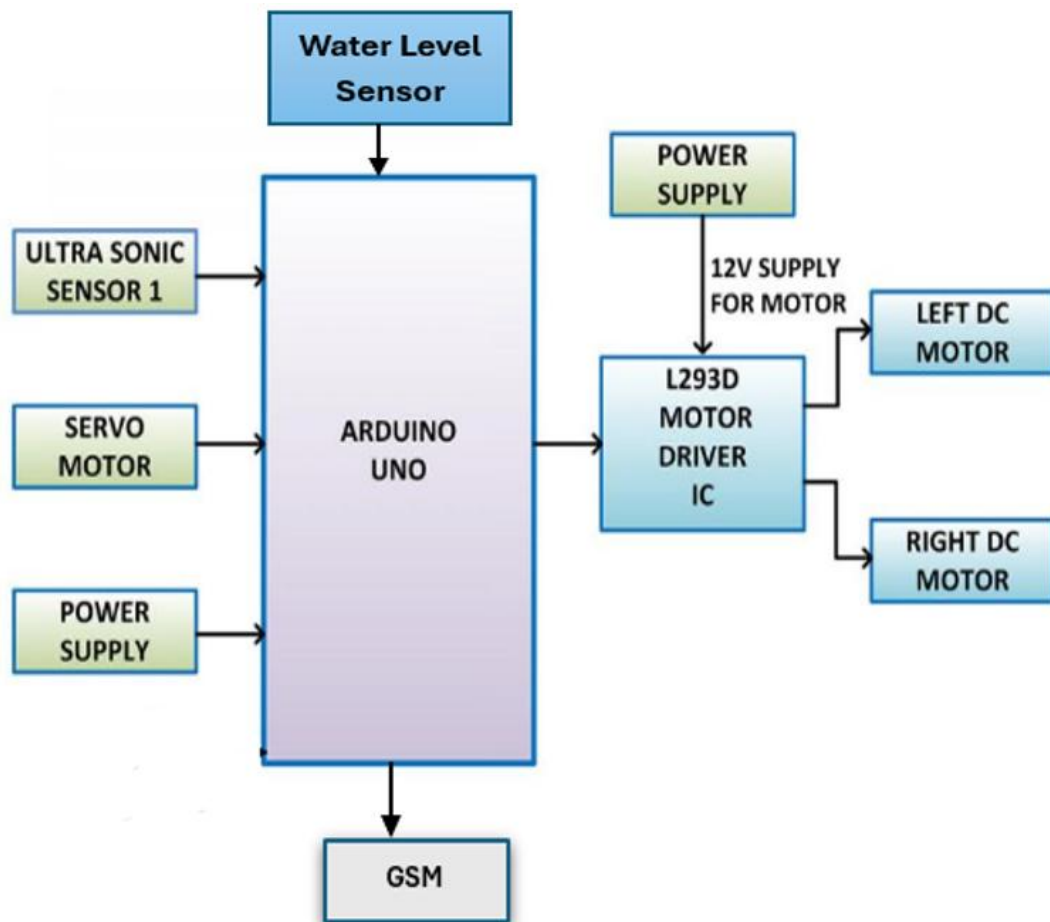 Water Level
Sensor
POWER
SUPPLY
ULTRA SONIC
SENSOR 1
12V SUPPLY
FOR MOTOR
LEFT DC
MOTOR
L293D
MOTOR
DRIVER
IC
SERVO
MOTOR
ARDUINO
UNO
RIGHT DC
MOTOR
POWER
SUPPLY
GSM